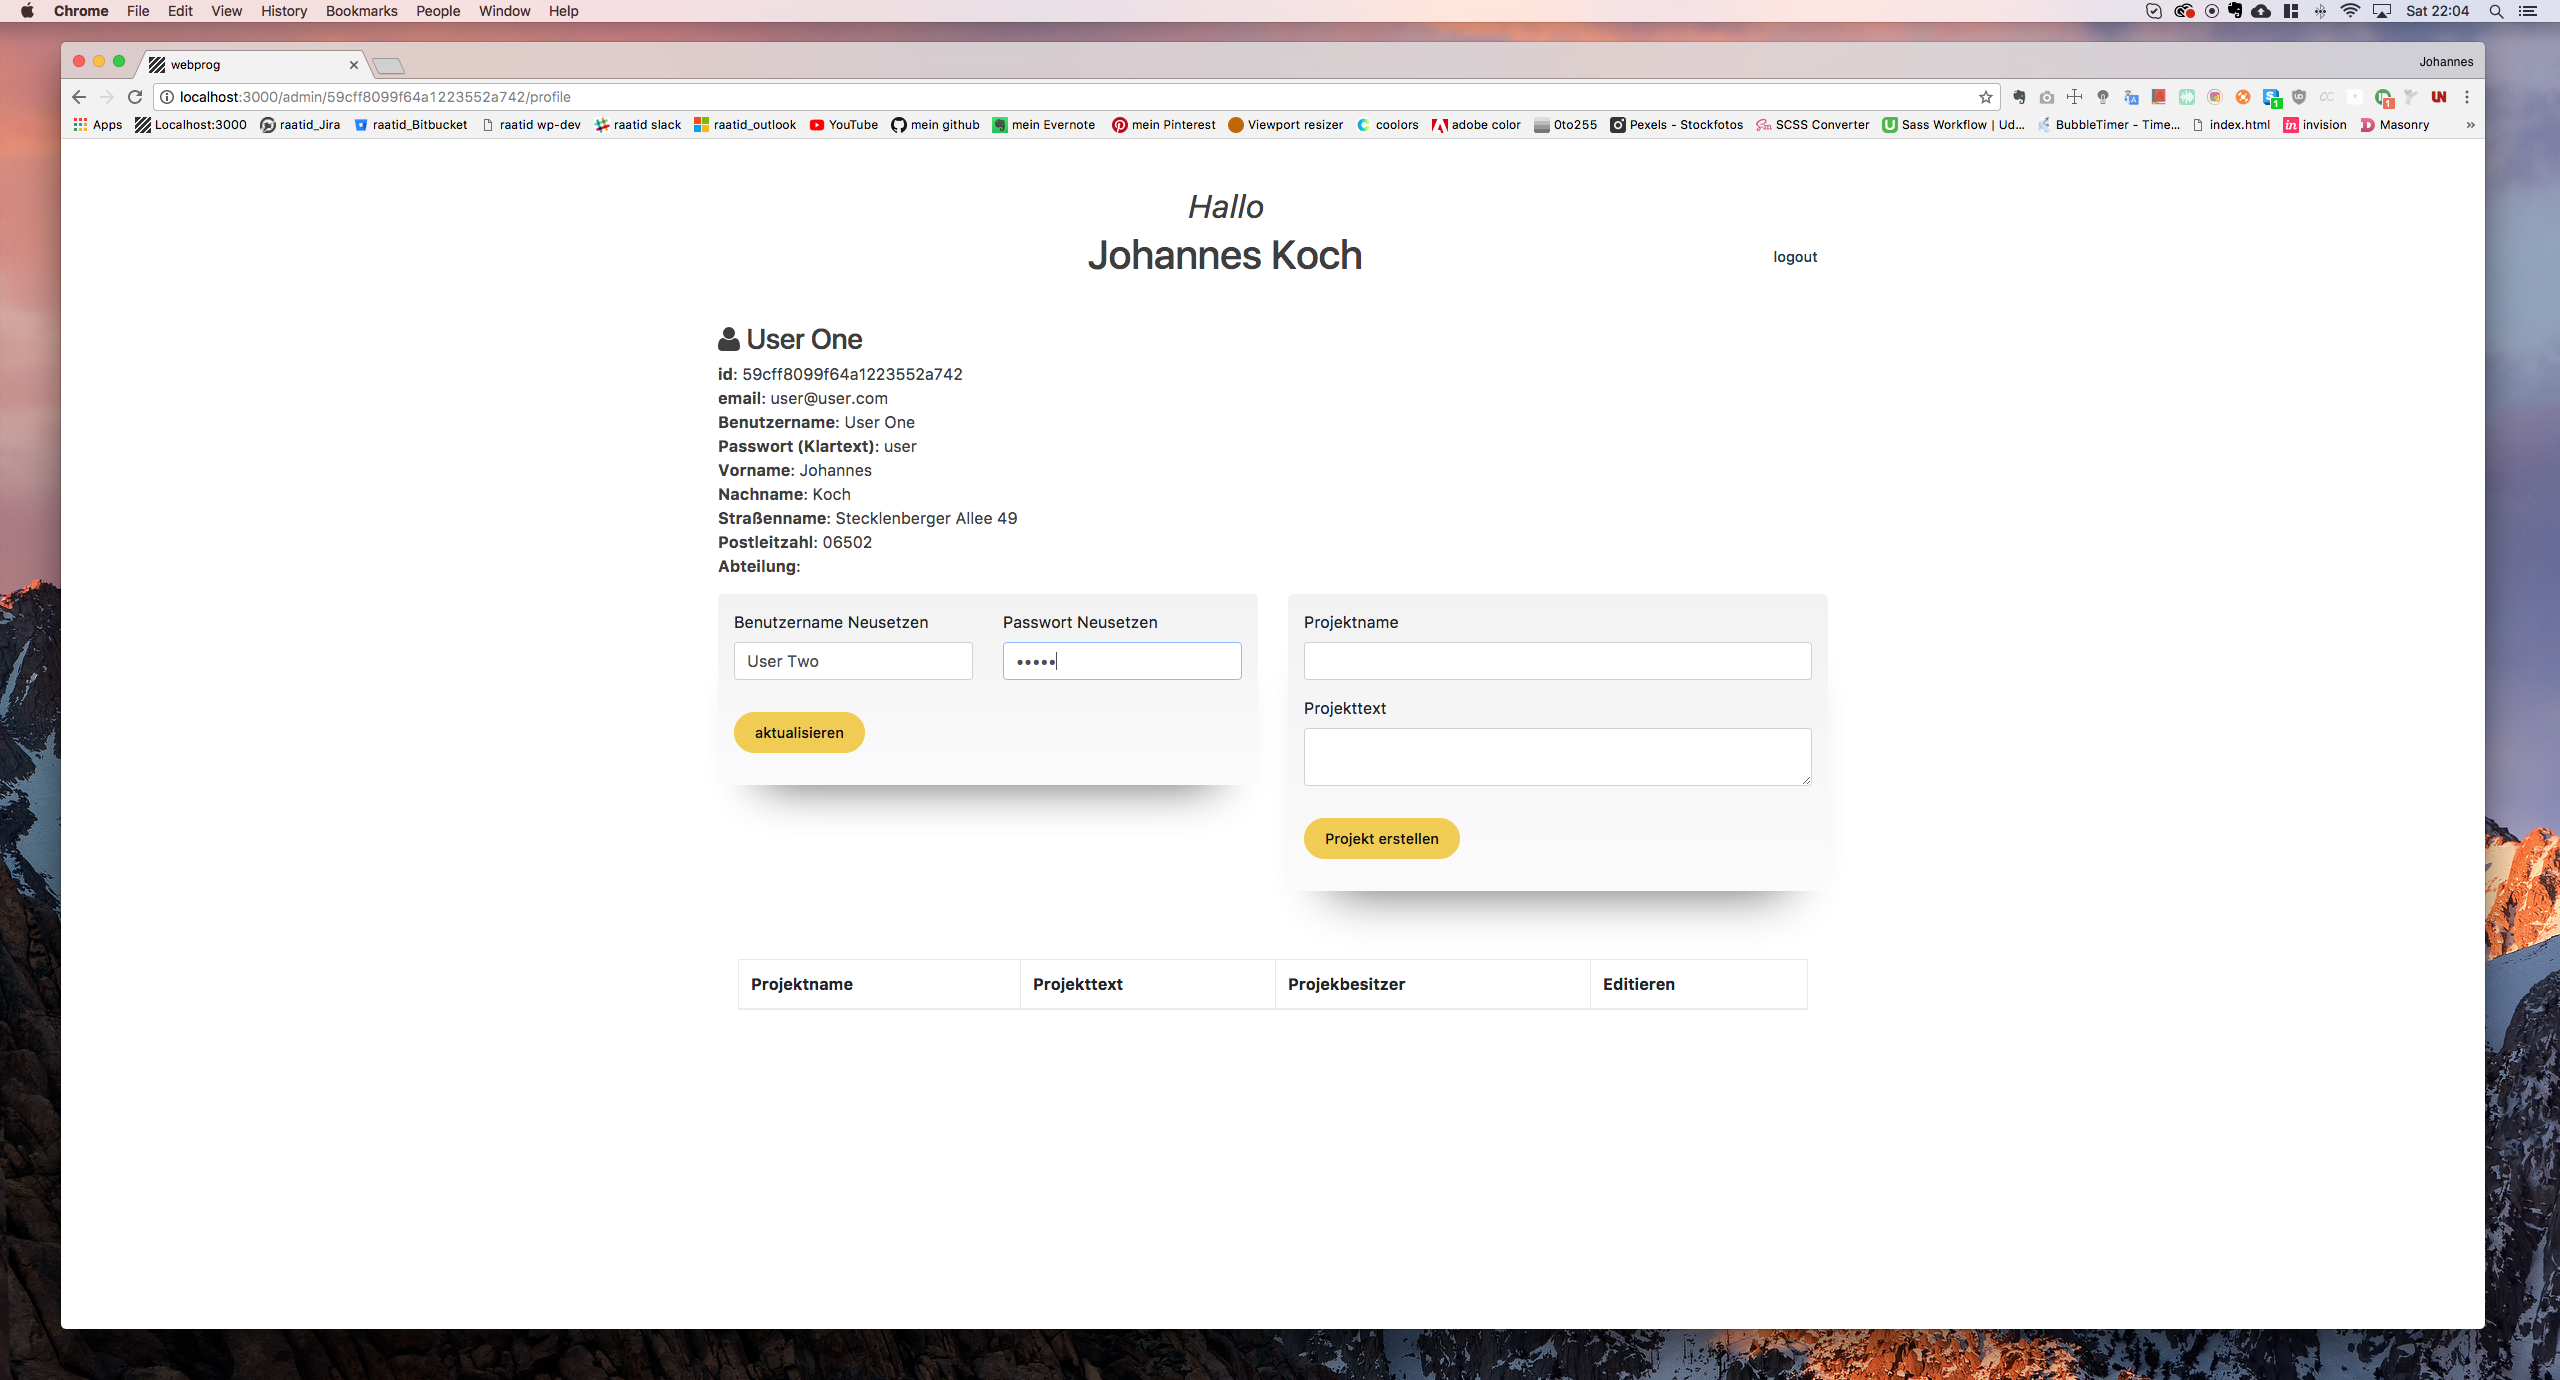 Chrome File Edit View History Bookmarks People Window Help Sat 22:04
webprog Johannes
localhost:3000/admin/59cff8099f64a1223552a742/profile
Apps Localhost:3000 raatid_Jira raatid_Bitbucket raatid wp-dev raatid slack raatid_outlook YouTube mein github mein Evernote mein Pinterest Viewport resizer coolors adobe color 0to255 Pexels - Stockfotos SCSS Converter Sass Workflow | Ud... BubbleTimer - Time... index.html invision Masonry »
Hallo
Johannes Koch
logout
User One
id: 59cff8099f64a1223552a742
email: user@user.com
Benutzername: User One
Passwort (Klartext): user
Vorname: Johannes
Nachname: Koch
Straßenname: Stecklenberger Allee 49
Postleitzahl: 06502
Abteilung:
Benutzername Neusetzen Passwort Neusetzen
User Two •••••
aktualisieren
Projektname
Projekttext
Projekt erstellen
Projektname Projekttext Projekbesitzer Editieren